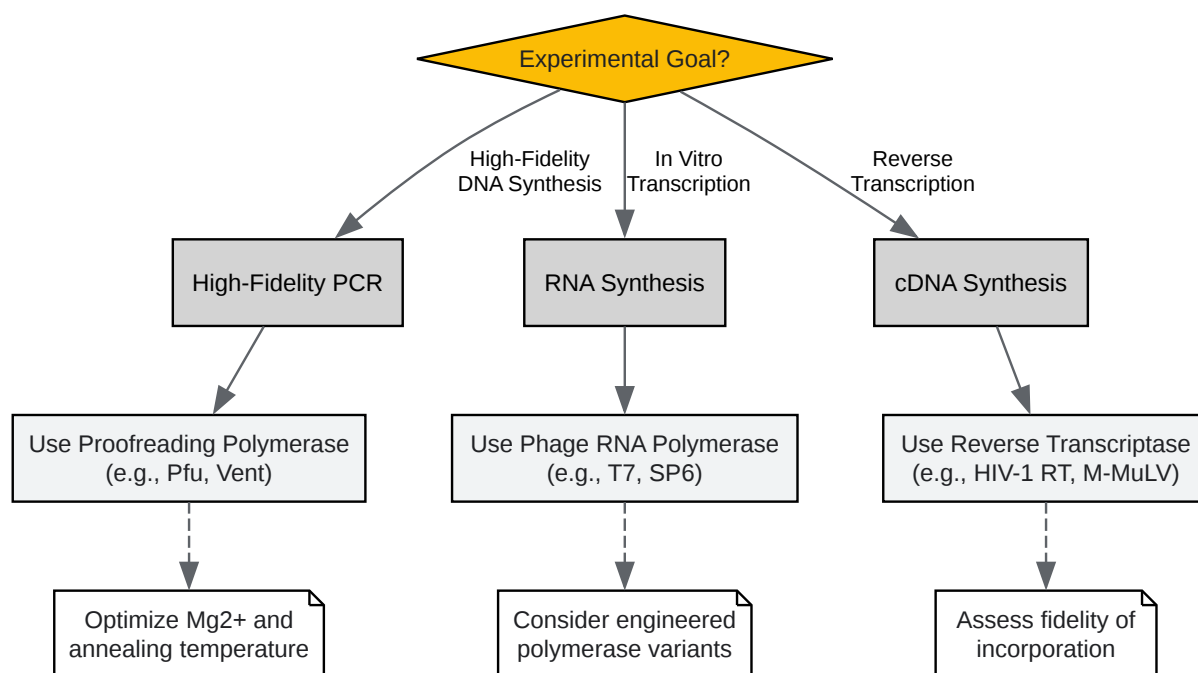 Experimental Goal?
High-Fidelity
DNA Synthesis
In Vitro
Transcription
Reverse
Transcription
High-Fidelity PCR
RNA Synthesis
cDNA Synthesis
Use Proofreading Polymerase
(e.g., Pfu, Vent)
Use Phage RNA Polymerase
(e.g., T7, SP6)
Use Reverse Transcriptase
(e.g., HIV-1 RT, M-MuLV)
Optimize Mg2+ and
annealing temperature
Consider engineered
polymerase variants
Assess fidelity of
incorporation